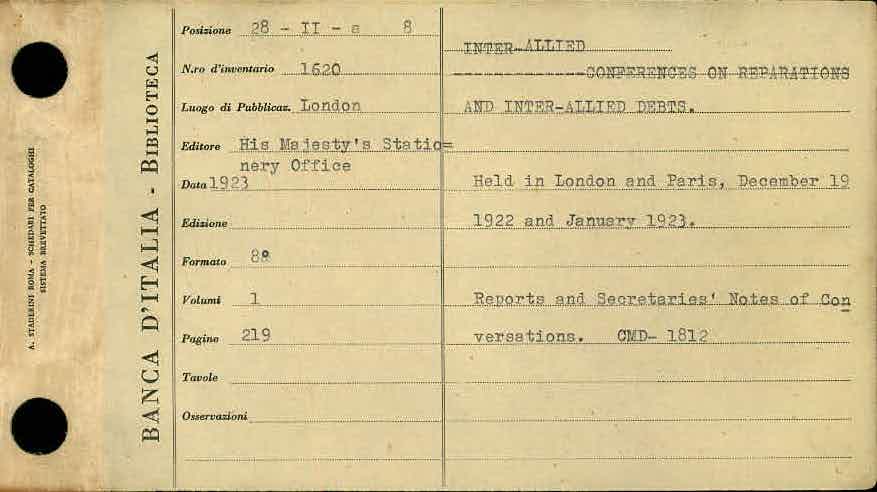 A. STADERINI ROMA - SCHEDARI PER CATALOGHI
SISTEMA BREVETTATO
BANCA D'ITALIA - BIBLIOTECA
Posizione 28 - II - a 8
N.ro d'inventario 1620
Luogo di Pubblicaz. London
Editore His Majesty's Statio=
nery Office
Data 1923
Edizione
Formato 8º
Volumi 1
Pagine 219
Tavole
Osservazioni
INTER-ALLIED
-------------CONFERENCES ON REPARATIONS
AND INTER-ALLIED DEBTS.
Held in London and Paris, December 19
1922 and January 1923.
Reports and Secretaries' Notes of Con
versations. CMD- 1812